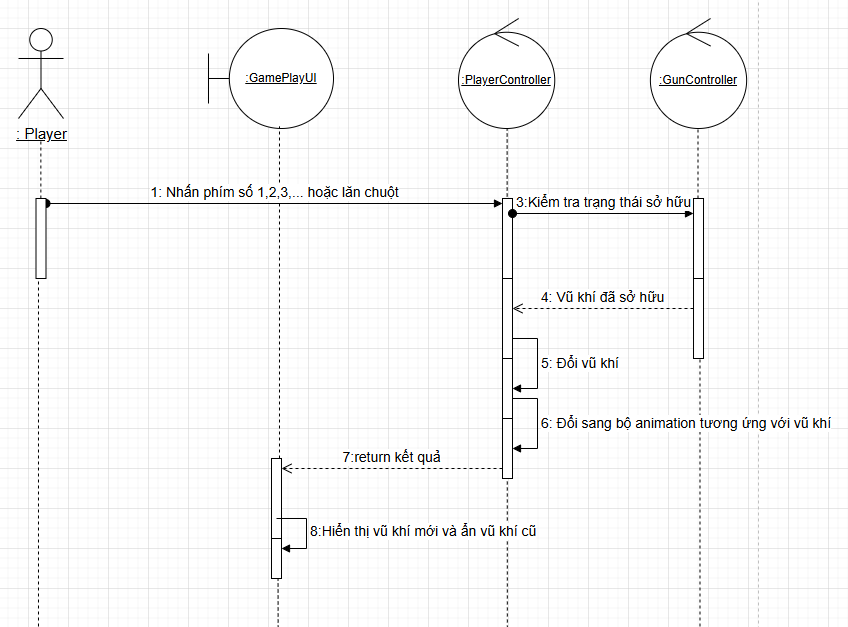 :GamePlayUI
:PlayerController
:GunController
: Player
1: Nhấn phím số 1,2,3,... hoặc lăn chuột
3:Kiểm tra trạng thái sở hữu
4: Vũ khí đã sở hữu
5: Đổi vũ khí
6: Đổi sang bộ animation tương ứng với vũ khí
7:return kết quả
8:Hiển thị vũ khí mới và ẩn vũ khí cũ